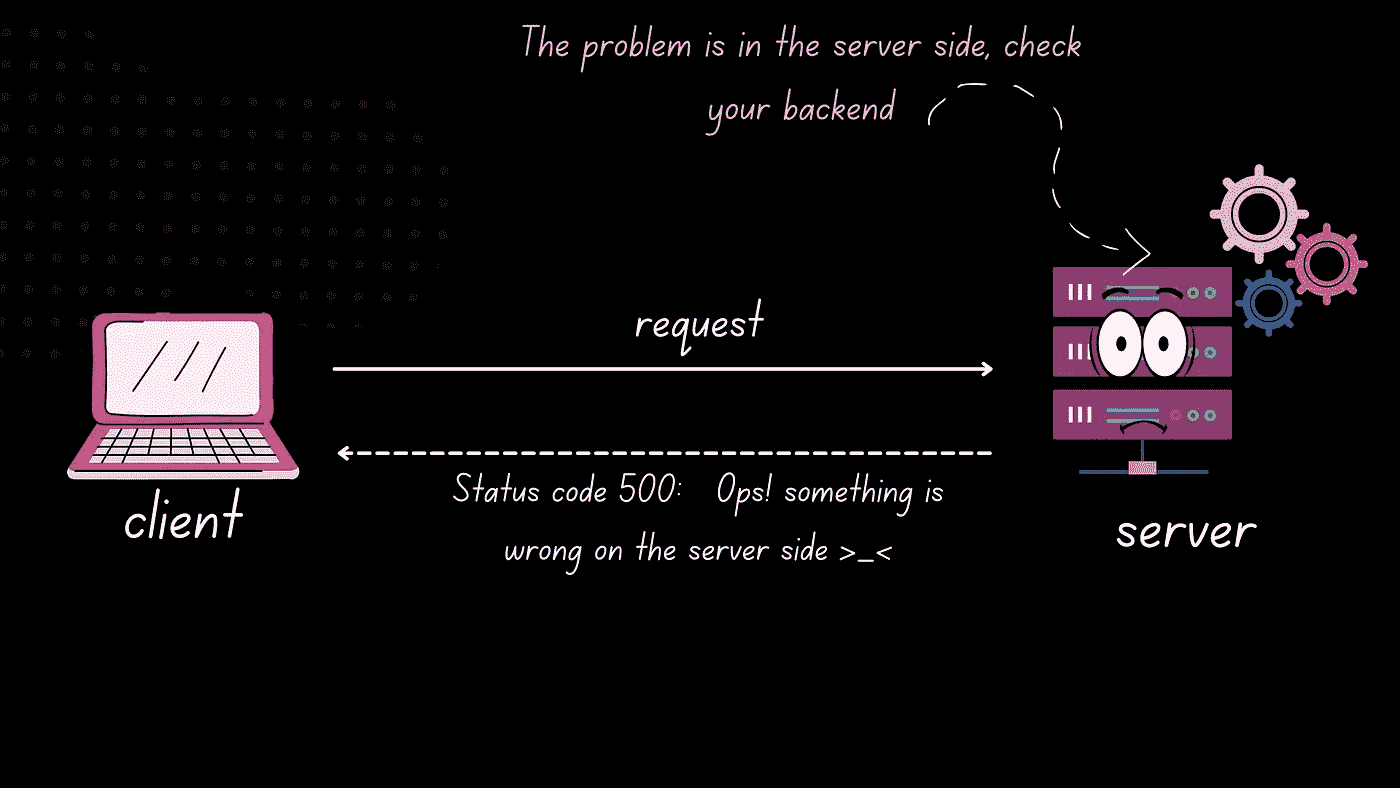 The problem is in the server side, check
your backend
request
Status code 500: Ops! something is
wrong on the server side >_<
client
server